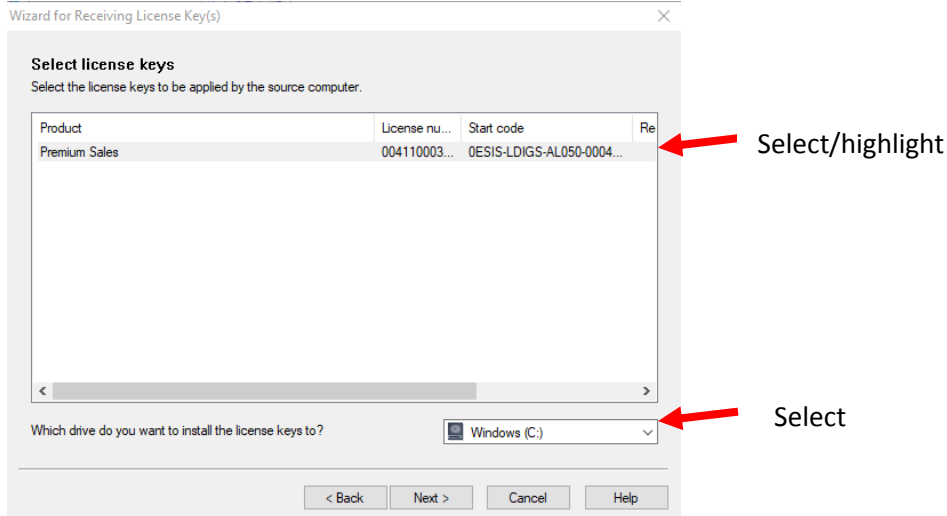 Wizard for Receiving License Key(s)
Select license keys
Select the license keys to be applied by the source computer.
Product License nu... Start code Re
Premium Sales 004110003... 0ESIS-LDIGS-AL050-0004...
Select/highlight
Which drive do you want to install the license keys to? Windows (C:)
Select
< Back Next > Cancel Help